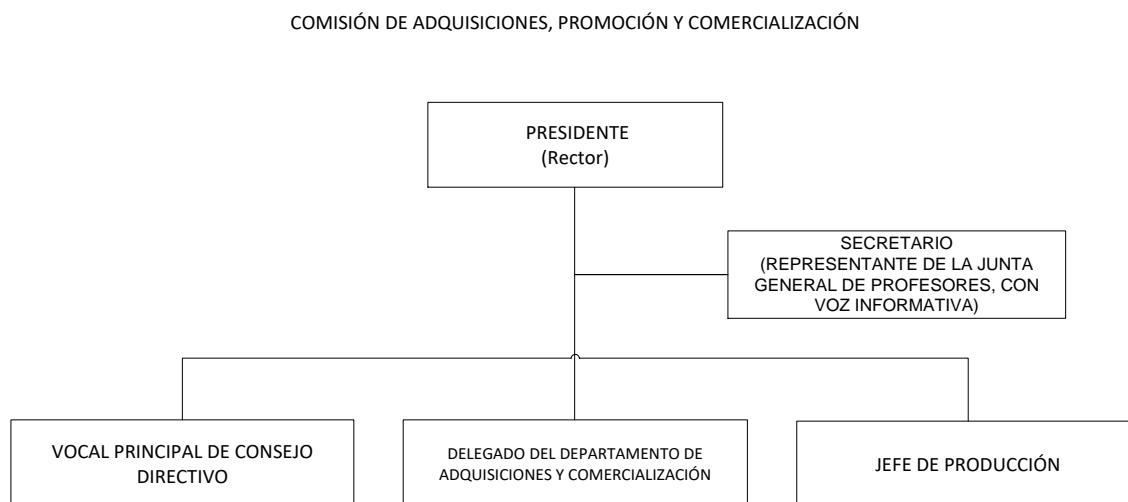 COMISIÓN DE ADQUISICIONES, PROMOCIÓN Y COMERCIALIZACIÓN
PRESIDENTE
(Rector)
SECRETARIO
(REPRESENTANTE DE LA JUNTA
GENERAL DE PROFESORES, CON
VOZ INFORMATIVA)
VOCAL PRINCIPAL DE CONSEJO
DIRECTIVO
DELEGADO DEL DEPARTAMENTO DE
ADQUISICIONES Y COMERCIALIZACIÓN
JEFE DE PRODUCCIÓN